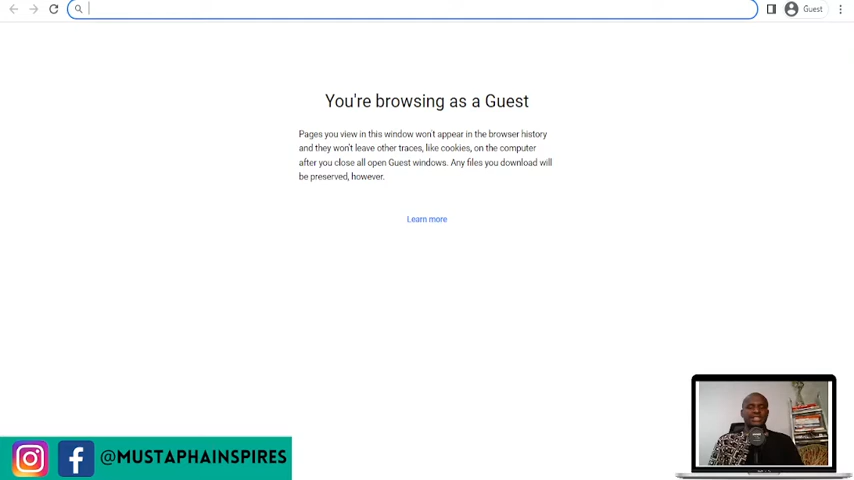 Guest
You're browsing as a Guest
Pages you view in this window won't appear in the browser history
and they won't leave other traces, like cookies, on the computer
after you close all open Guest windows. Any files you download will
be preserved, however.
Learn more
@MUSTAPHAINSPIRES